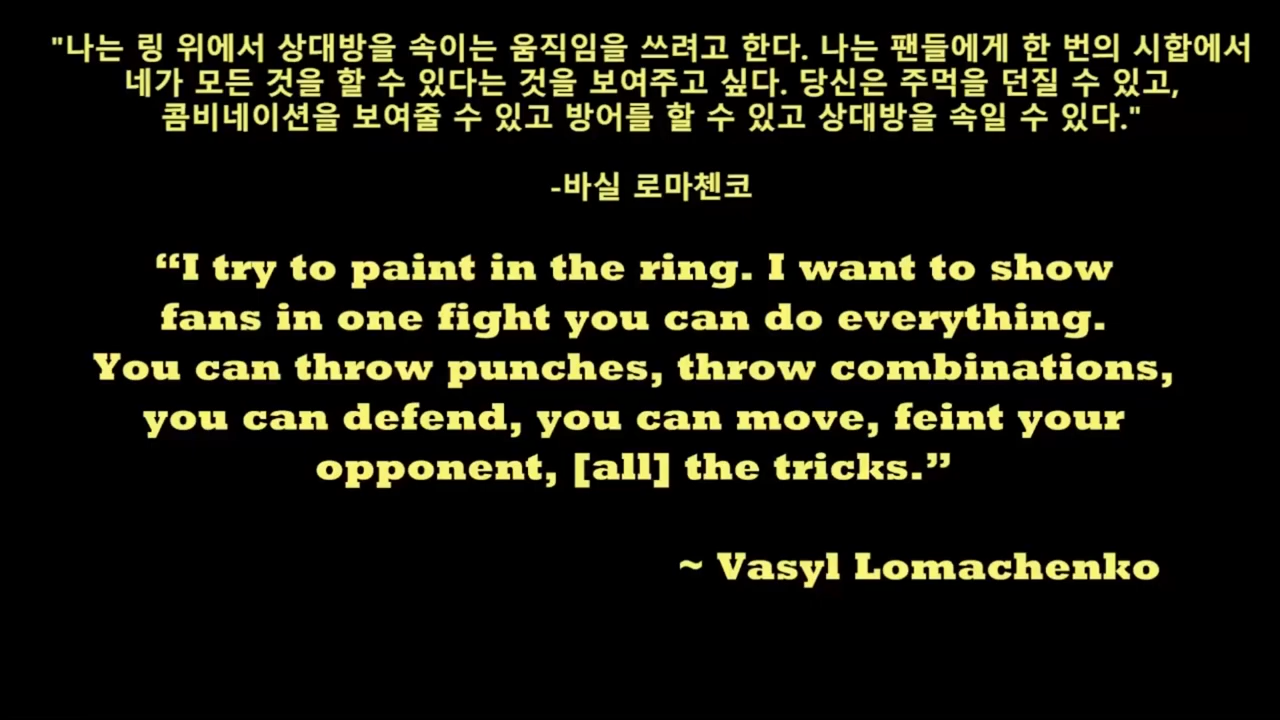 "나는 링 위에서 상대방을 속이는 움직임을 쓰려고 한다. 나는 팬들에게 한 번의 시합에서
네가 모든 것을 할 수 있다는 것을 보여주고 싶다. 당신은 주먹을 던질 수 있고,
콤비네이션을 보여줄 수 있고 방어를 할 수 있고 상대방을 속일 수 있다."
-바실 로마첸코
“I try to paint in the ring. I want to show
fans in one fight you can do everything.
You can throw punches, throw combinations,
you can defend, you can move, feint your
opponent, [all] the tricks.”
~ Vasyl Lomachenko